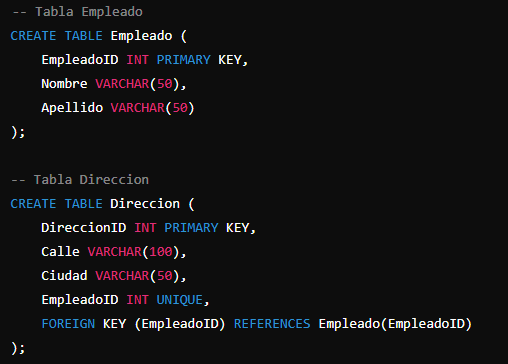 -- Tabla Empleado
CREATE TABLE Empleado (
    EmpleadoID INT PRIMARY KEY,
    Nombre VARCHAR(50),
    Apellido VARCHAR(50)
);

-- Tabla Direccion
CREATE TABLE Direccion (
    DireccionID INT PRIMARY KEY,
    Calle VARCHAR(100),
    Ciudad VARCHAR(50),
    EmpleadoID INT UNIQUE,
    FOREIGN KEY (EmpleadoID) REFERENCES Empleado(EmpleadoID)
);